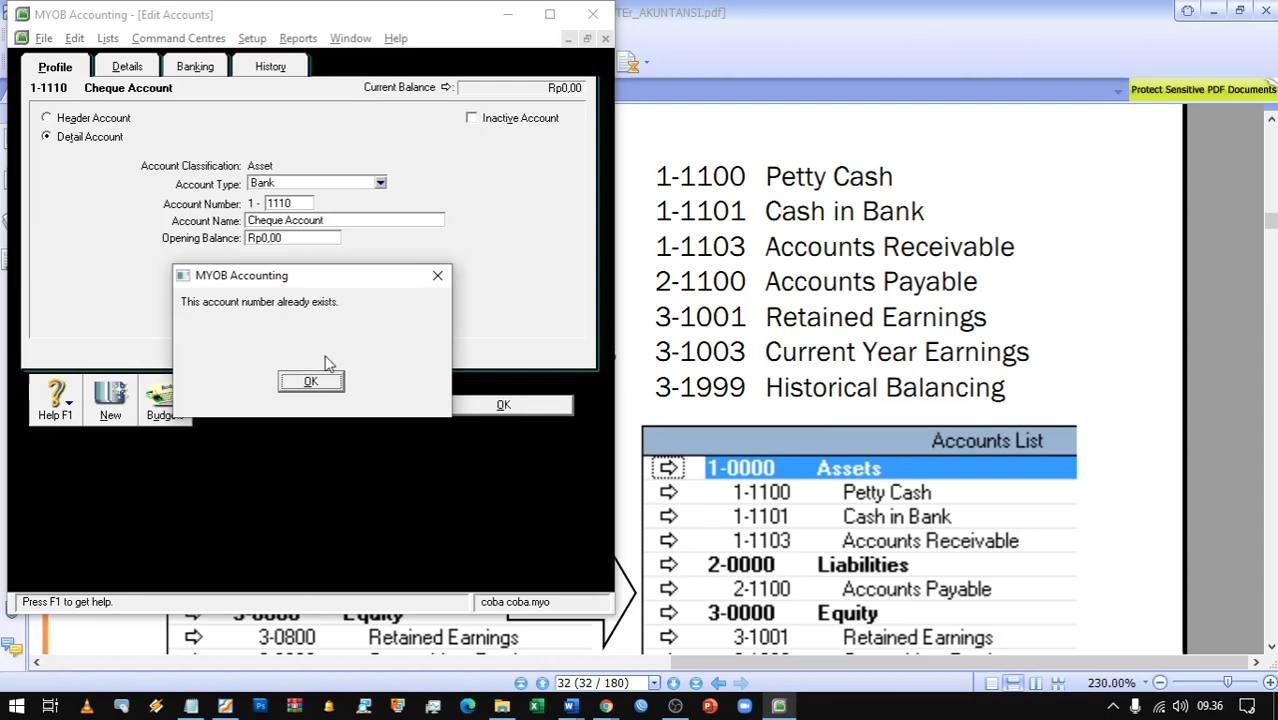 MYOB Accounting - [Edit Accounts]
TEr_AKUNTANSI.pdf]
File Edit Lists Command Centres Setup Reports Window Help
Profile Details Banking History
Protect Sensitive PDF Documents
1-1110 Cheque Account Current Balance Rp0,00
Header Account Inactive Account
Detail Account
Account Classification: Asset
Account Type: Bank
Account Number: 1 - 1110
Account Name: Cheque Account
Opening Balance: Rp0,00
MYOB Accounting
This account number already exists.
OK
Help F1 New Budgets OK
Press F1 to get help. coba coba.myo
1-1100 Petty Cash
1-1101 Cash in Bank
1-1103 Accounts Receivable
2-1100 Accounts Payable
3-1001 Retained Earnings
3-1003 Current Year Earnings
3-1999 Historical Balancing
Accounts List
1-0000 Assets
1-1100 Petty Cash
1-1101 Cash in Bank
1-1103 Accounts Receivable
2-0000 Liabilities
2-1100 Accounts Payable
3-0000 Equity
3-1001 Retained Earnings
3-0000 Equity
3-0800 Retained Earnings
32 (32 / 180) 230.00%
09.36